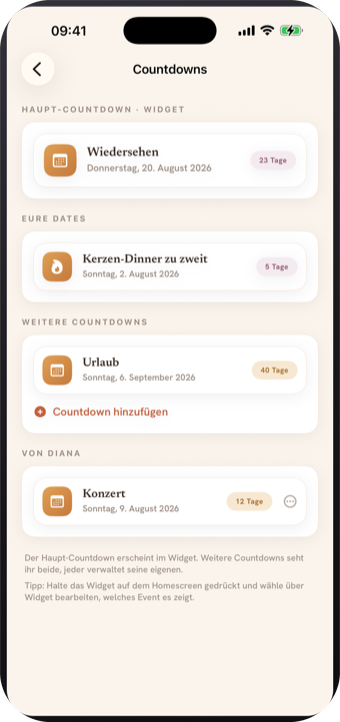 09:41
Countdowns
HAUPT-COUNTDOWN · WIDGET
Wiedersehen
Donnerstag, 20. August 2026
23 Tage
EURE DATES
Kerzen-Dinner zu zweit
Sonntag, 2. August 2026
5 Tage
WEITERE COUNTDOWNS
Urlaub
Sonntag, 6. September 2026
40 Tage
Countdown hinzufügen
VON DIANA
Konzert
Sonntag, 9. August 2026
12 Tage
Der Haupt-Countdown erscheint im Widget. Weitere Countdowns seht
ihr beide, jeder verwaltet seine eigenen.
Tipp: Halte das Widget auf dem Homescreen gedrückt und wähle über
Widget bearbeiten, welches Event es zeigt.